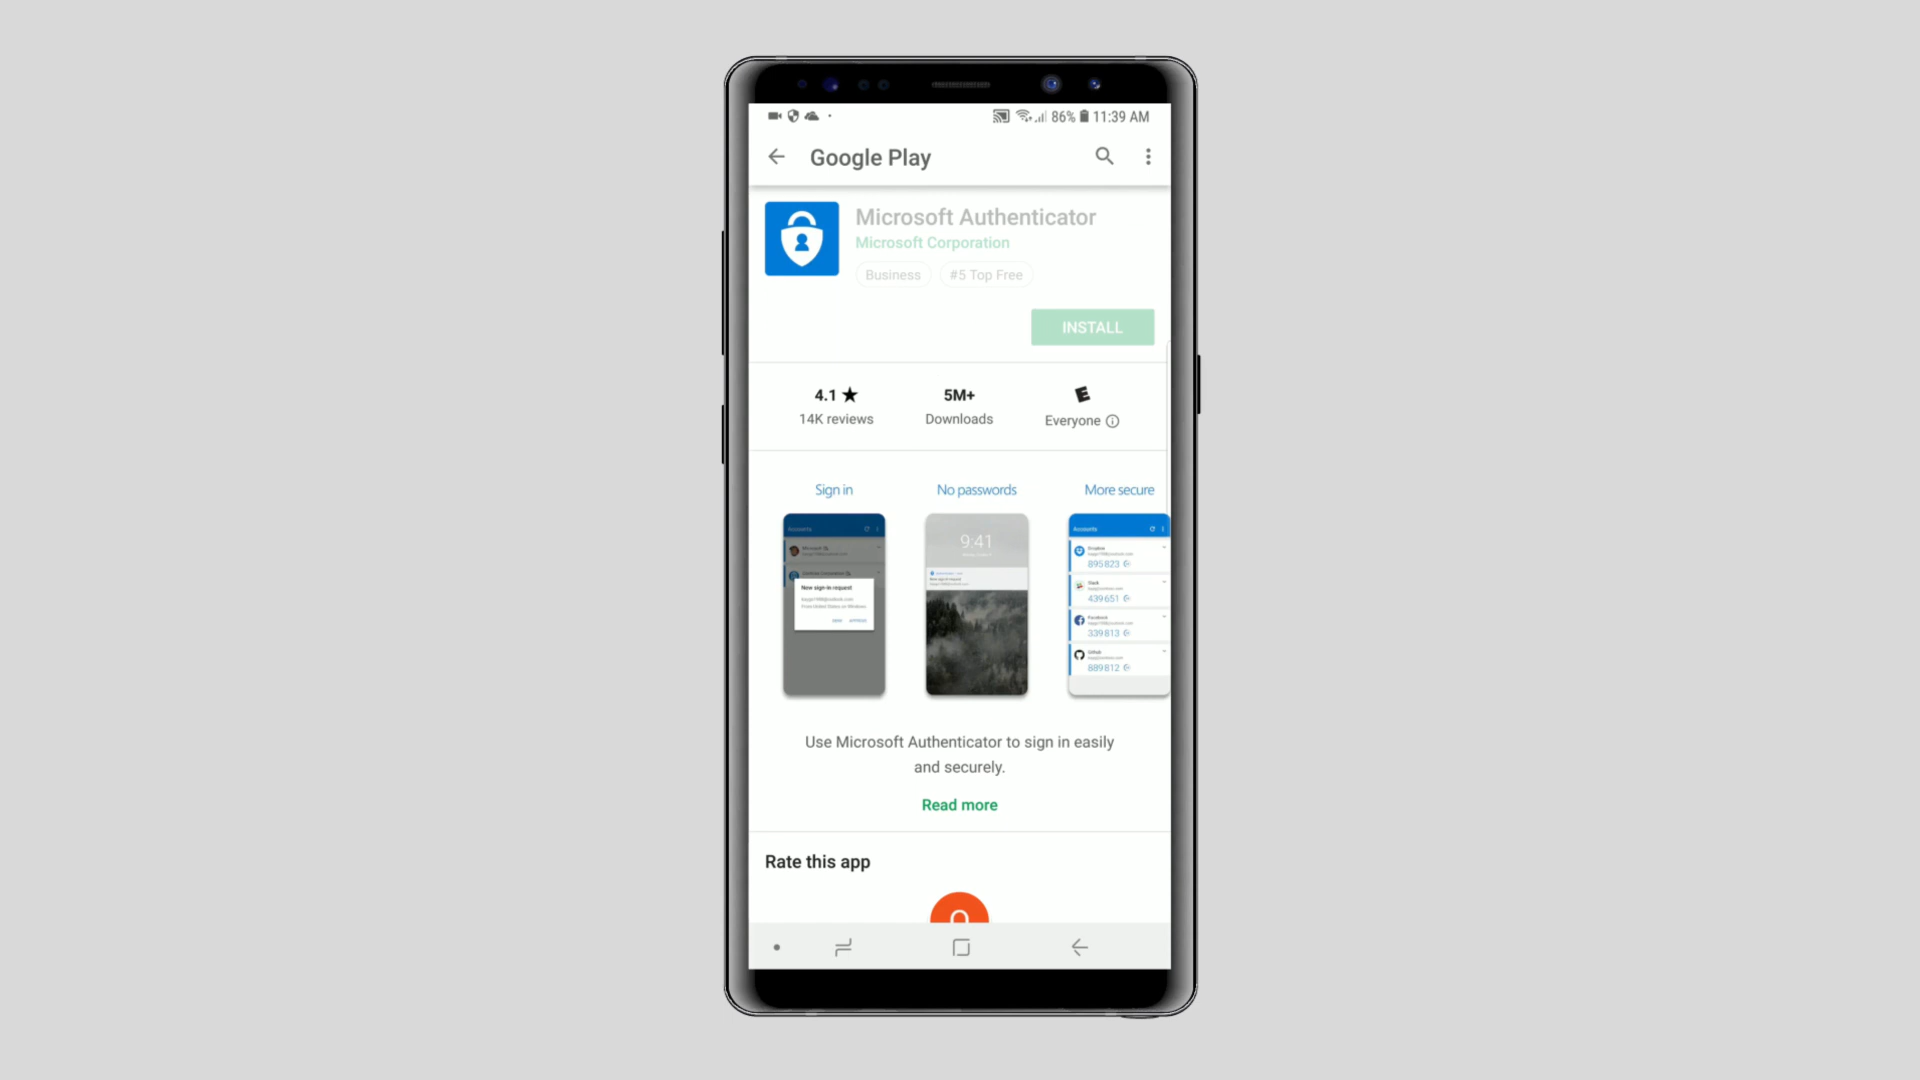 86% 11:39 AM
Google Play
Microsoft Authenticator
Microsoft Corporation
Business #5 Top Free
INSTALL
4.1 ★ 5M+ E
14K reviews Downloads Everyone
Sign in No passwords More secure
Accounts
New sign-in request
9:41
Accounts
Dropbox
895 823
Slack
439 651
Facebook
339 813
GitHub
889 812
Use Microsoft Authenticator to sign in easily
and securely.
Read more
Rate this app